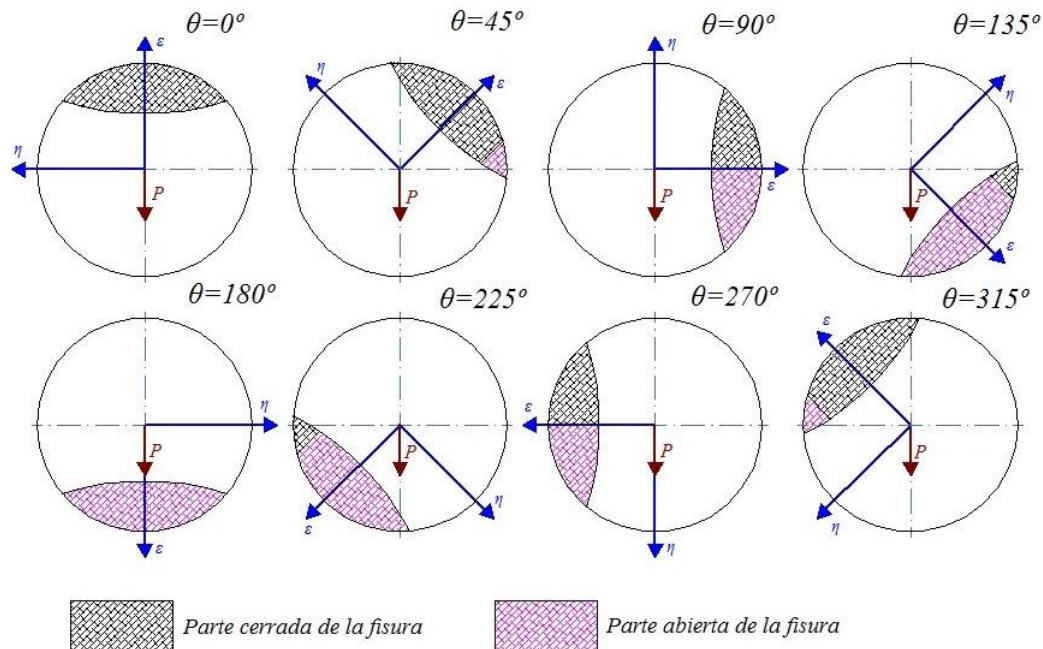 θ=0º
θ=45º
θ=90º
θ=135º
ε
η
P
η
ε
P
η
ε
P
η
ε
P
θ=180º
θ=225º
θ=270º
θ=315º
η
P
ε
P
ε
η
ε
P
η
ε
P
η
Parte cerrada de la fisura
Parte abierta de la fisura